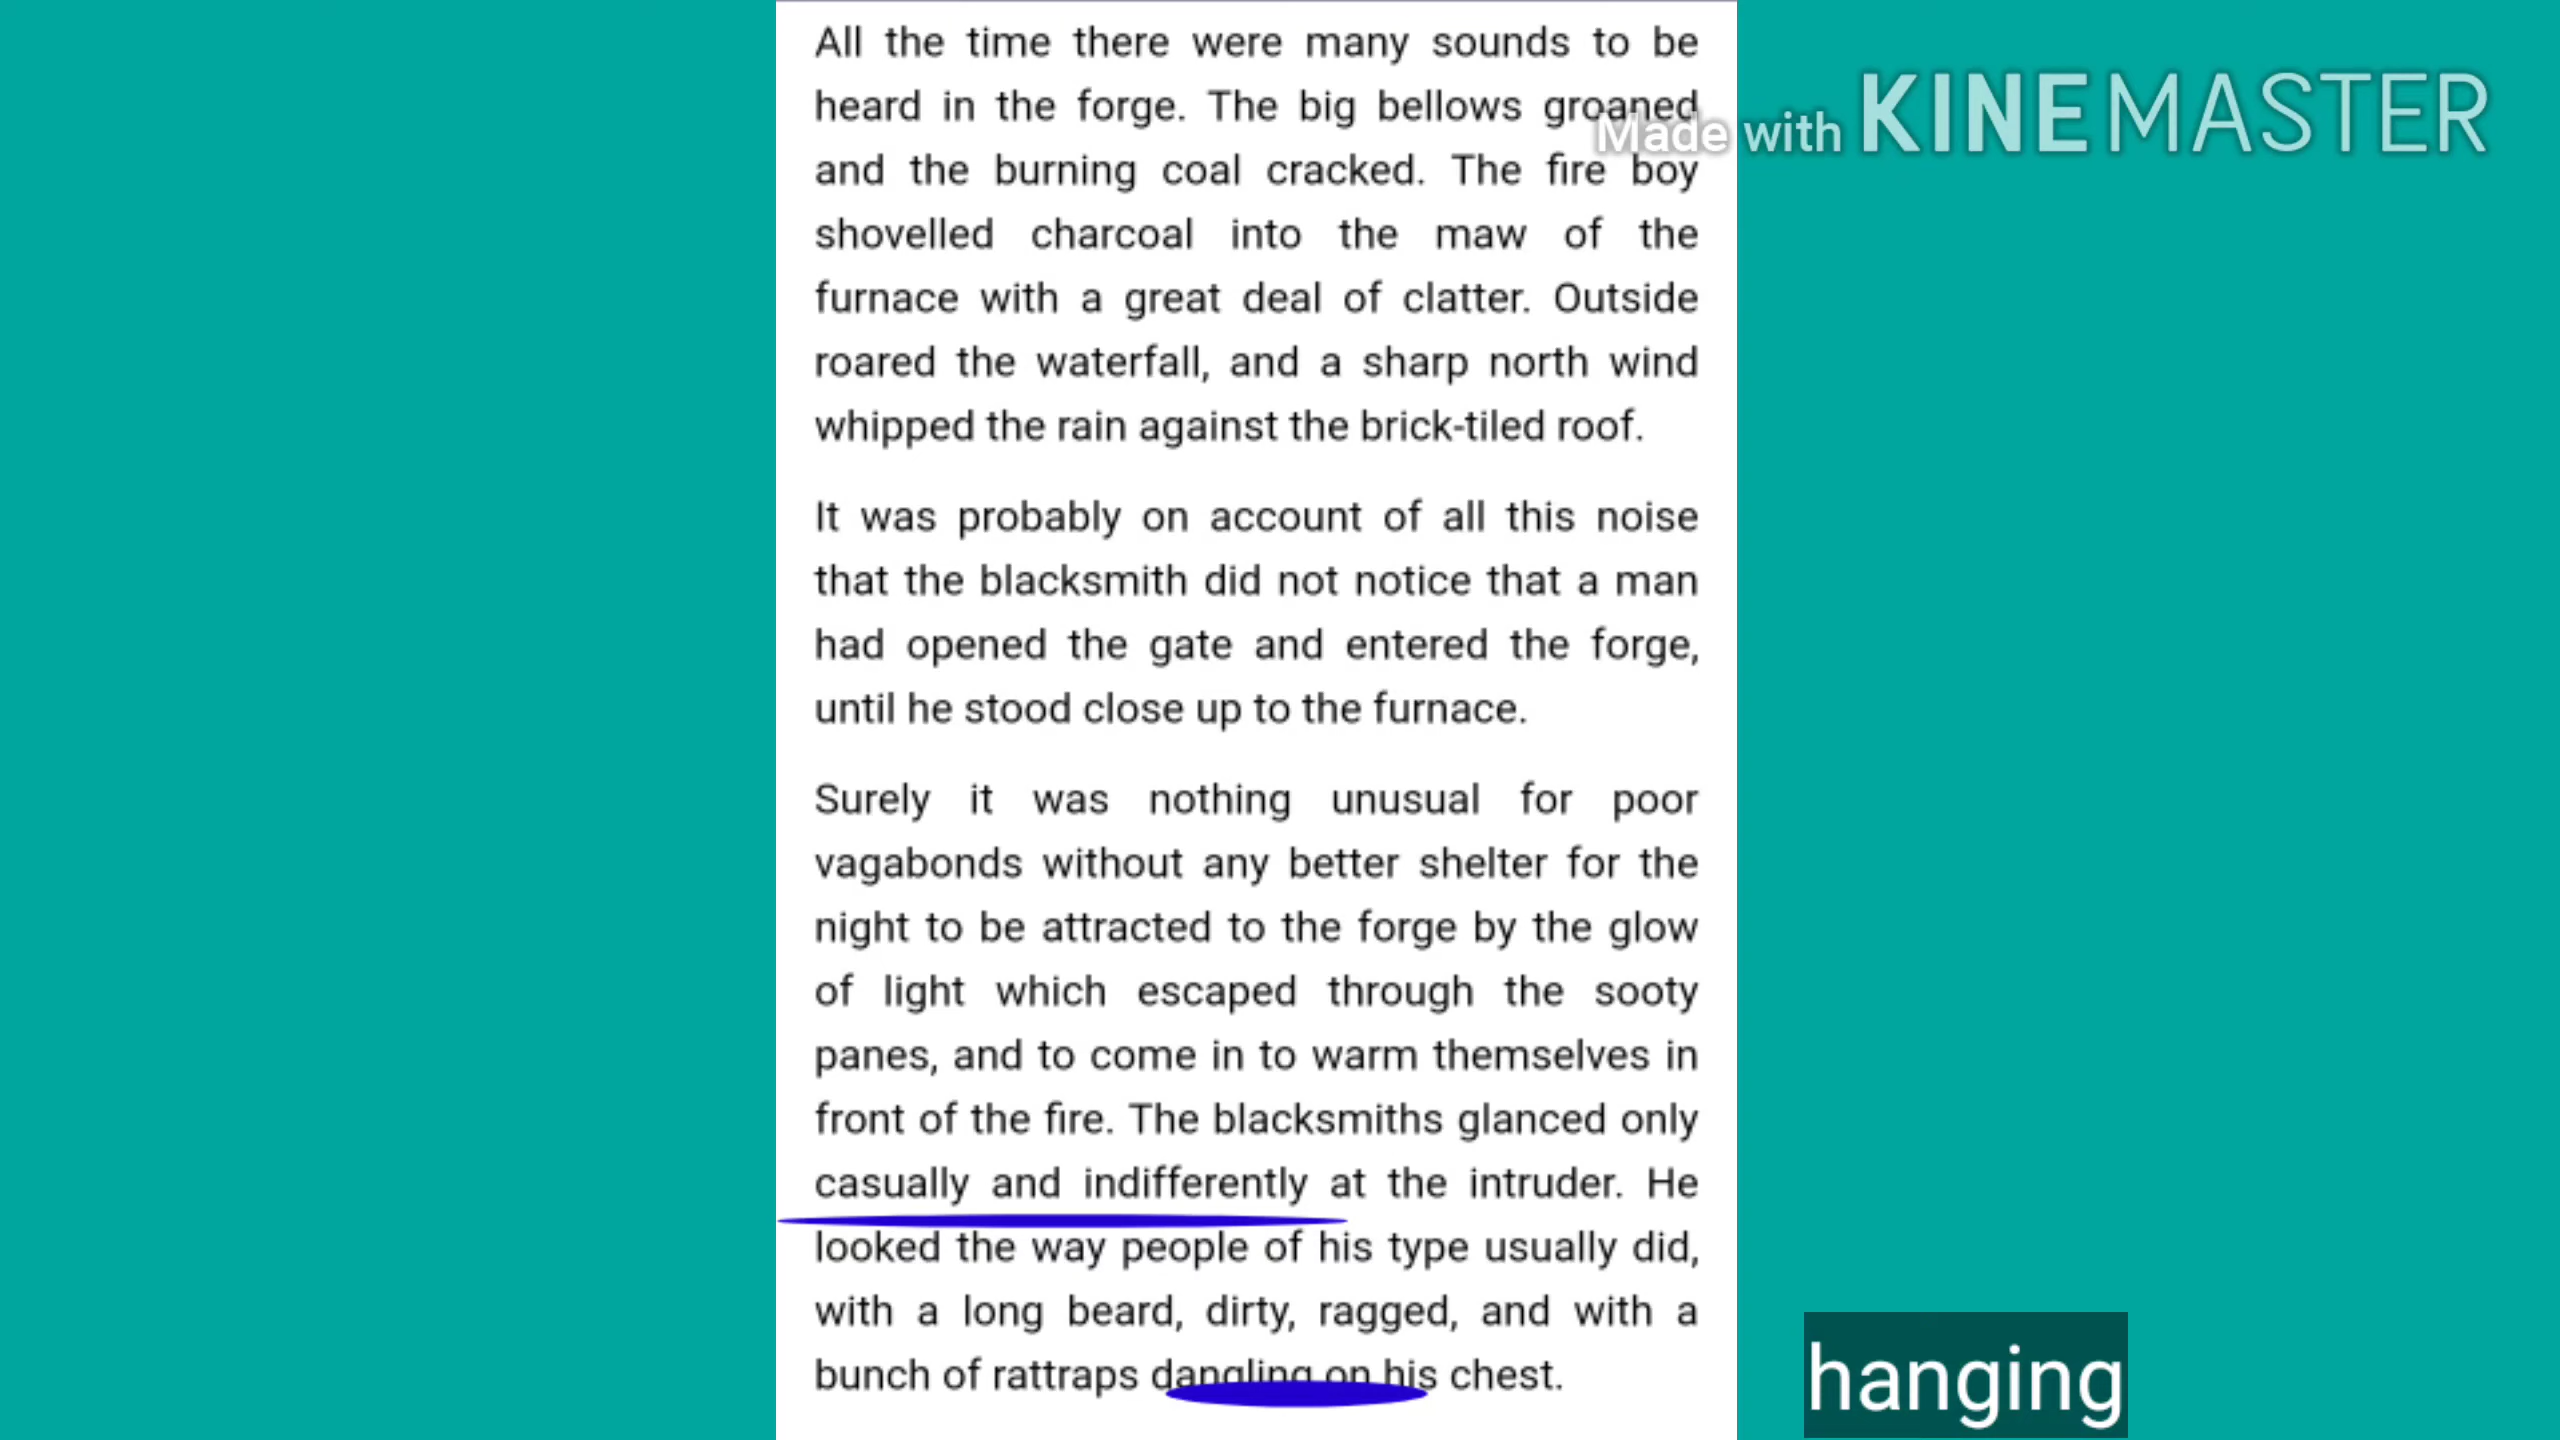 All the time there were many sounds to be
heard in the forge. The big bellows groaned
Made with KINEMASTER
and the burning coal cracked. The fire boy
shovelled charcoal into the maw of the
furnace with a great deal of clatter. Outside
roared the waterfall, and a sharp north wind
whipped the rain against the brick-tiled roof.
It was probably on account of all this noise
that the blacksmith did not notice that a man
had opened the gate and entered the forge,
until he stood close up to the furnace.
Surely it was nothing unusual for poor
vagabonds without any better shelter for the
night to be attracted to the forge by the glow
of light which escaped through the sooty
panes, and to come in to warm themselves in
front of the fire. The blacksmiths glanced only
casually and indifferently at the intruder. He
looked the way people of his type usually did,
with a long beard, dirty, ragged, and with a
bunch of rattraps dangling on his chest.
hanging